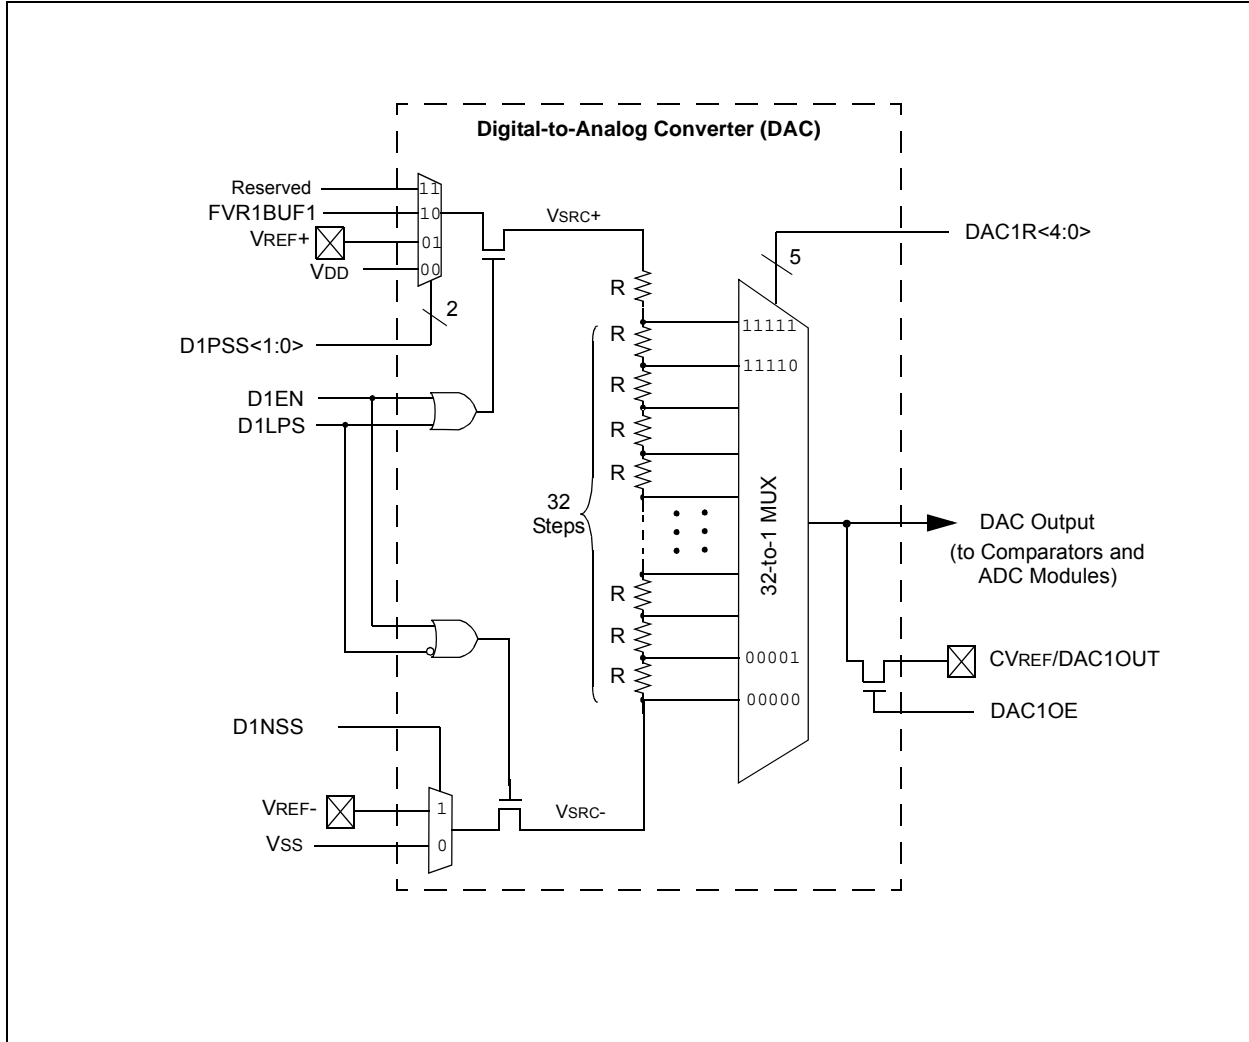 Digital-to-Analog Converter (DAC)
Reserved
11
FVR1BUF1
10
VREF+
01
VDD
00
VSRC+
DAC1R<4:0>
5
2
D1PSS<1:0>
R
R
R
R
R
11111
11110
D1EN
D1LPS
32
Steps
32-to-1 MUX
DAC Output
(to Comparators and
ADC Modules)
R
R
R
00001
00000
CVREF/DAC1OUT
DAC1OE
D1NSS
VREF-
1
VSS
0
VSRC-